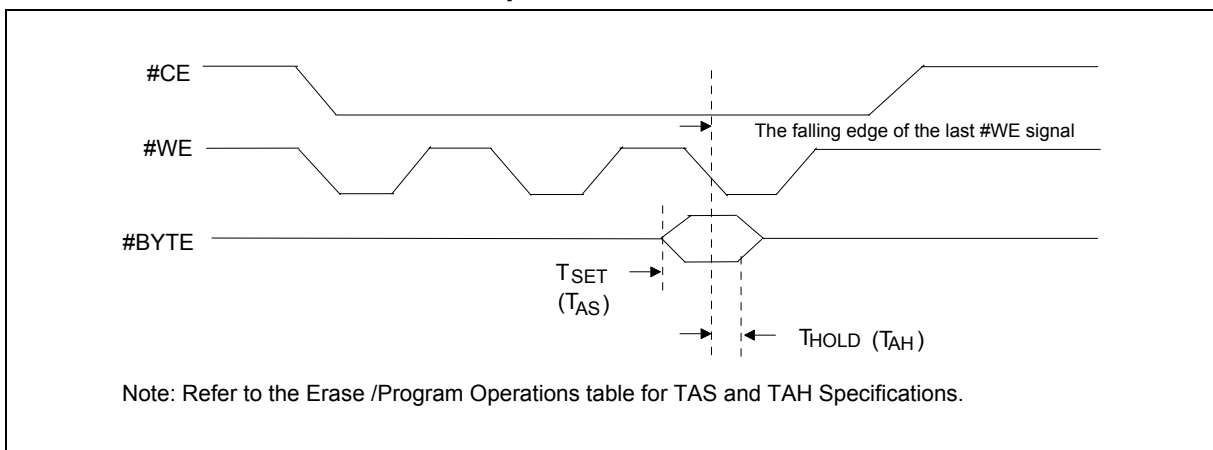 #CE
The falling edge of the last #WE signal
#WE
#BYTE
TSET
(TAS)
THOLD (TAH)
Note: Refer to the Erase /Program Operations table for TAS and TAH Specifications.